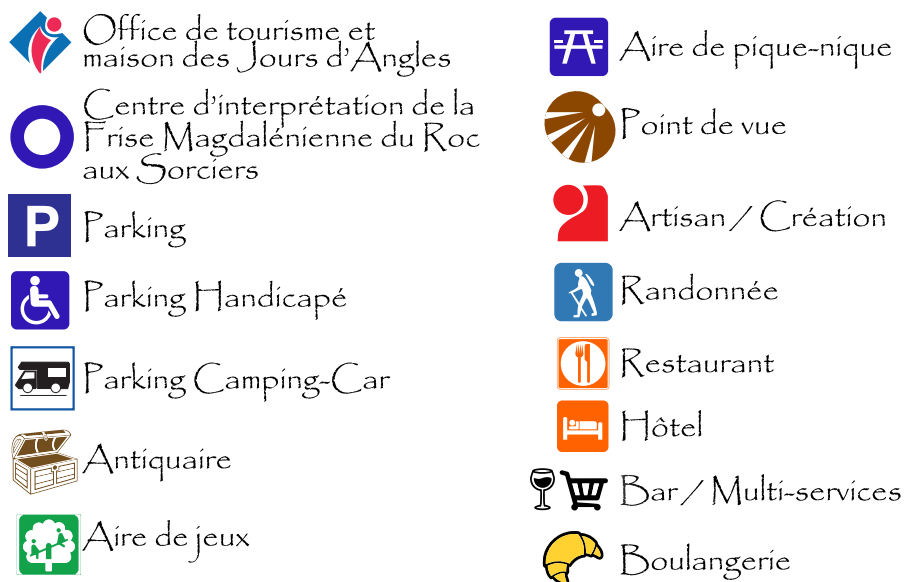 Office de tourisme et
maison des Jours d'Angles
Centre d'interprétation de la
Frise Magdalénienne du Roc
aux Sorciers
P
Parking
Parking Handicapé
Parking Camping-Car
Antiquaire
Aire de jeux
Aire de pique-nique
Point de vue
Artisan / Création
Randonnée
Restaurant
Hôtel
Bar / Multi-services
Boulangerie